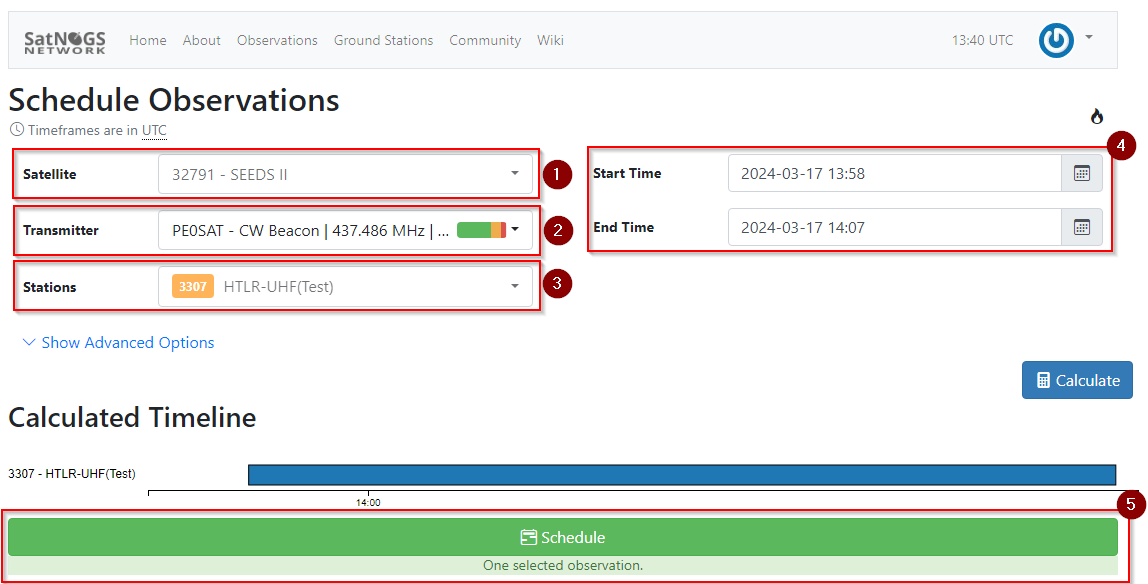 SatNOGS NETWORK Home About Observations Ground Stations Community Wiki 13:40 UTC
Schedule Observations
Timeframes are in UTC
4
Satellite 32791 - SEEDS II 1
Start Time 2024-03-17 13:58
Transmitter PE0SAT - CW Beacon | 437.486 MHz | ... 2
End Time 2024-03-17 14:07
Stations 3307 HTLR-UHF(Test) 3
Show Advanced Options
Calculate
Calculated Timeline
3307 - HTLR-UHF(Test)
14:00
5
Schedule
One selected observation.